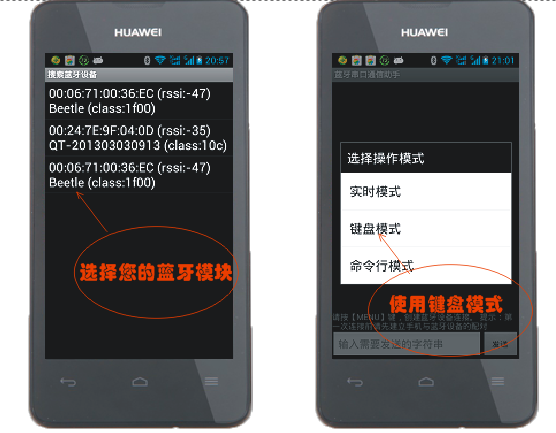 HUAWEI
20:57
搜索蓝牙设备
00:06:71:00:36:EC (rssi:-47)
Beetle (class:1f00)
00:24:7E:9F:04:0D (rssi:-35)
QT-201303030913 (class:10c)
00:06:71:00:36:EC (rssi:-47)
Beetle (class:1f00)
选择您的蓝牙模块
HUAWEI
21:01
蓝牙串口通信助手
选择操作模式
实时模式
键盘模式
命令行模式
使用键盘模式
请按【MENU】键，创建蓝牙设备连接。 提示：第
一次连接前请先建立手机与蓝牙设备的配对
输入需要发送的字符串
发送